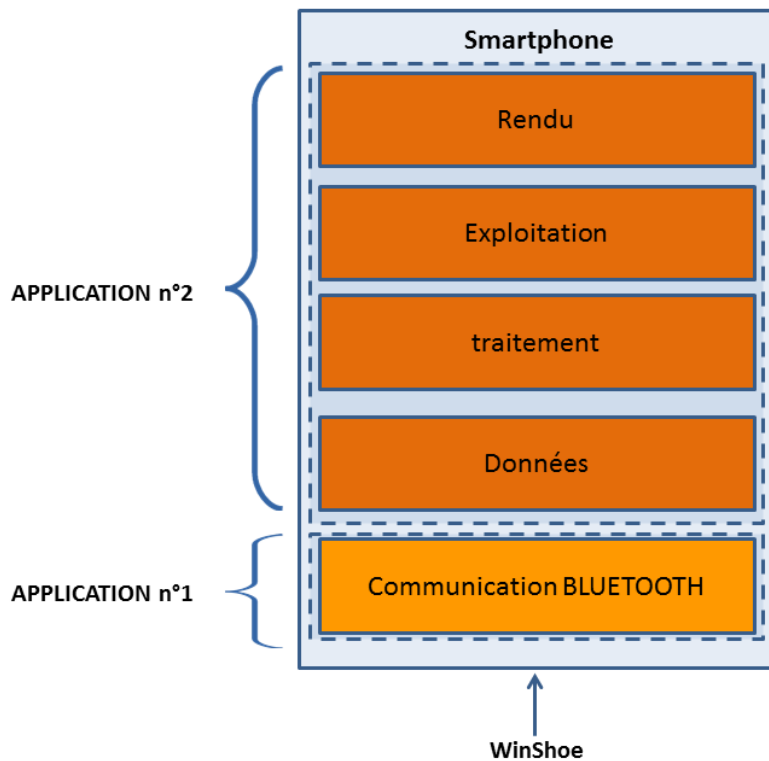 Smartphone
Rendu
Exploitation
APPLICATION n°2
traitement
Données
Communication BLUETOOTH
APPLICATION n°1
WinShoe